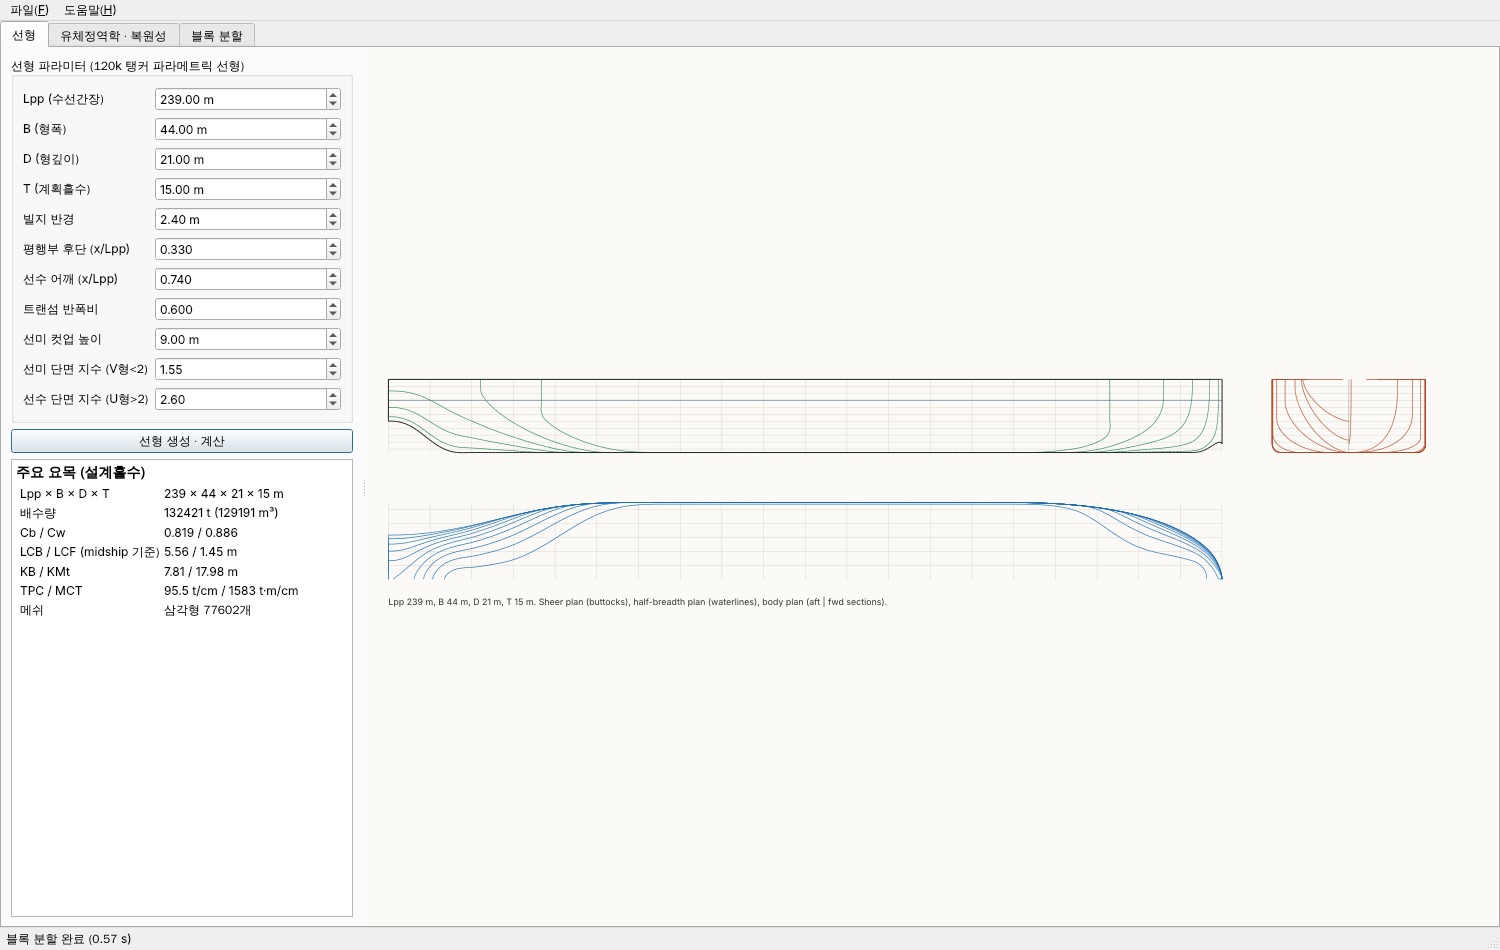 파일(F) 도움말(H)
선형 유체정역학 · 복원성 블록 분할
선형 파라미터 (120k 탱커 파라메트릭 선형)
Lpp (수선간장) 239.00 m
B (형폭) 44.00 m
D (형깊이) 21.00 m
T (계획흘수) 15.00 m
빌지 반경 2.40 m
평행부 후단 (x/Lpp) 0.330
선수 어깨 (x/Lpp) 0.740
트랜섬 반폭비 0.600
선미 컷업 높이 9.00 m
선미 단면 지수 (V형<2) 1.55
선수 단면 지수 (U형>2) 2.60
선형 생성 · 계산
주요 요목 (설계흘수)
Lpp × B × D × T 239 × 44 × 21 × 15 m
배수량 132421 t (129191 m³)
Cb / Cw 0.819 / 0.886
LCB / LCF (midship 기준) 5.56 / 1.45 m
KB / KMt 7.81 / 17.98 m
TPC / MCT 95.5 t/cm / 1583 t·m/cm
메쉬 삼각형 77602개
Lpp 239 m, B 44 m, D 21 m, T 15 m. Sheer plan (buttocks), half-breadth plan (waterlines), body plan (aft | fwd sections).
블록 분할 완료 (0.57 s)